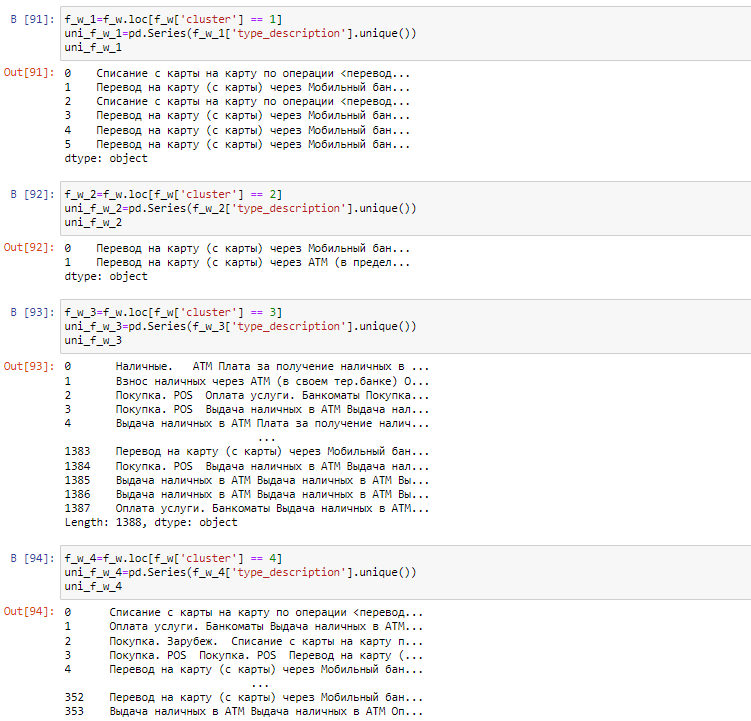 В [91]: f_w_1=f_w.loc[f_w['cluster'] == 1]
uni_f_w_1=pd.Series(f_w_1['type_description'].unique())
uni_f_w_1
Out[91]: 0 Списание с карты на карту по операции <перевод...
1 Перевод на карту (с карты) через Мобильный бан...
2 Списание с карты на карту по операции <перевод...
3 Перевод на карту (с карты) через Мобильный бан...
4 Перевод на карту (с карты) через Мобильный бан...
5 Перевод на карту (с карты) через Мобильный бан...
dtype: object
В [92]: f_w_2=f_w.loc[f_w['cluster'] == 2]
uni_f_w_2=pd.Series(f_w_2['type_description'].unique())
uni_f_w_2
Out[92]: 0 Перевод на карту (с карты) через Мобильный бан...
1 Перевод на карту (с карты) через АТМ (в предел...
dtype: object
В [93]: f_w_3=f_w.loc[f_w['cluster'] == 3]
uni_f_w_3=pd.Series(f_w_3['type_description'].unique())
uni_f_w_3
Out[93]: 0 Наличные. АТМ Плата за получение наличных в ...
1 Взнос наличных через АТМ (в своем тер.банке) О...
2 Покупка. POS Оплата услуги. Банкоматы Покупка...
3 Покупка. POS Выдача наличных в АТМ Выдача нал...
4 Выдача наличных в АТМ Плата за получение налич...
...
1383 Перевод на карту (с карты) через Мобильный бан...
1384 Покупка. POS Выдача наличных в АТМ Выдача нал...
1385 Выдача наличных в АТМ Выдача наличных в АТМ Вы...
1386 Выдача наличных в АТМ Выдача наличных в АТМ Вы...
1387 Оплата услуги. Банкоматы Выдача наличных в АТМ...
Length: 1388, dtype: object
В [94]: f_w_4=f_w.loc[f_w['cluster'] == 4]
uni_f_w_4=pd.Series(f_w_4['type_description'].unique())
uni_f_w_4
Out[94]: 0 Списание с карты на карту по операции <перевод...
1 Оплата услуги. Банкоматы Выдача наличных в АТМ...
2 Покупка. Зарубеж. Списание с карты на карту п...
3 Покупка. POS Покупка. POS Перевод на карту (...
4 Перевод на карту (с карты) через Мобильный бан...
...
352 Перевод на карту (с карты) через Мобильный бан...
353 Выдача наличных в АТМ Выдача наличных в АТМ Оп...